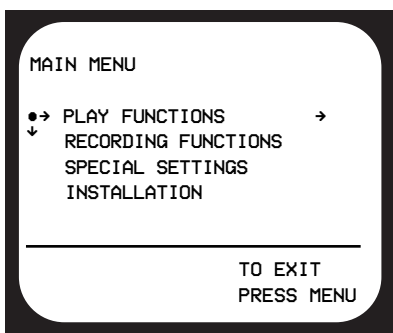 MAIN MENU
●→ PLAY FUNCTIONS →
↓ RECORDING FUNCTIONS
SPECIAL SETTINGS
INSTALLATION
TO EXIT
PRESS MENU